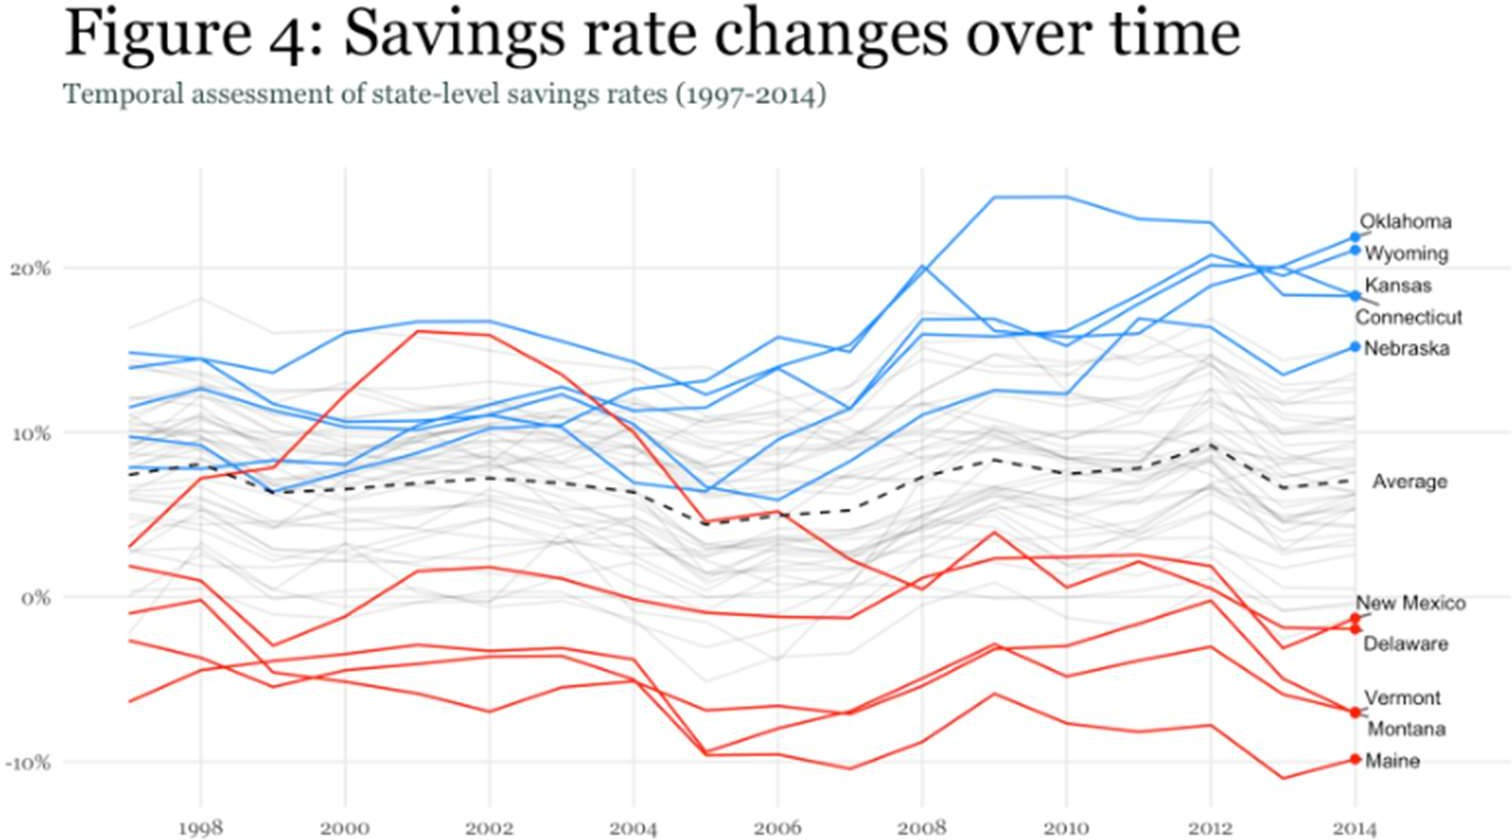 Figure 4: Savings rate changes over time
Temporal assessment of state-level savings rates (1997-2014)
Oklahoma
20%
Wyoming
Kansas
Connecticut
Nebraska
10%
Average
0%
New Mexico
Delaware
Vermont
Montana
-10%
Maine
1998 2000 2002 2004 2006 2008 2010 2012 2014